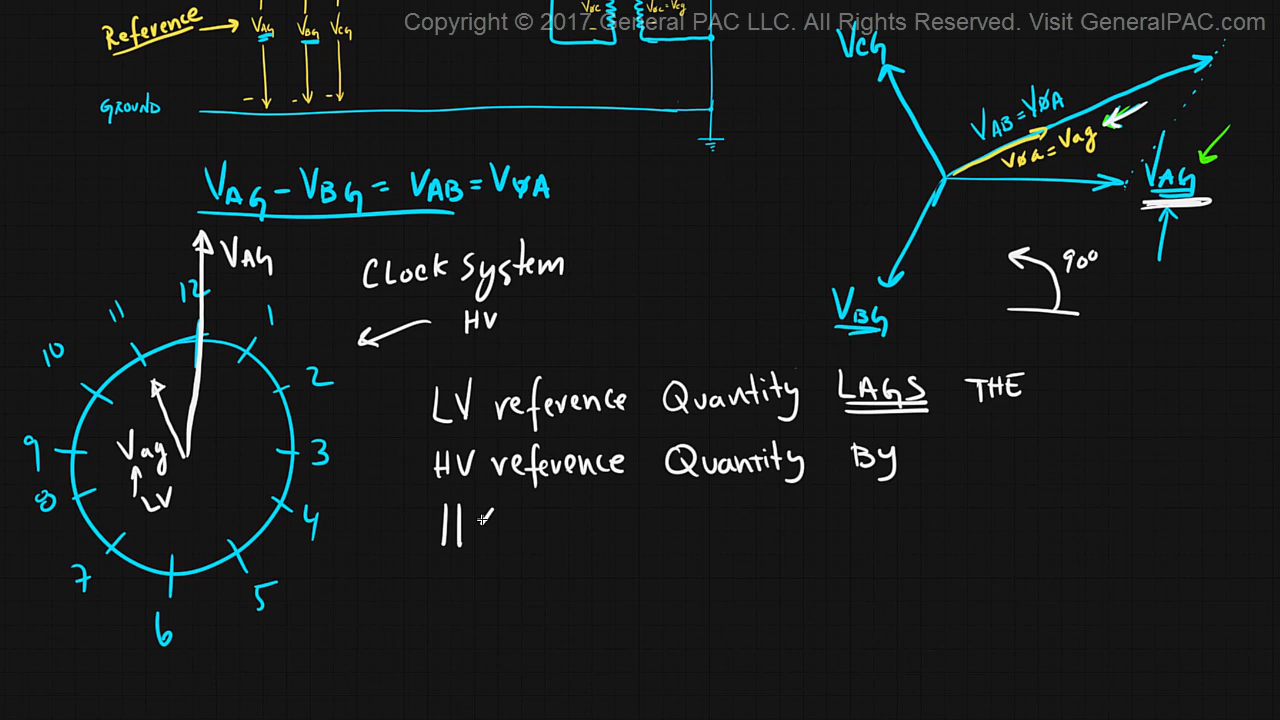 Copyright © 2017 General PAC LLC. All Rights Reserved. Visit GeneralPAC.com
Reference
VAG VBG VCG
VØC = Vcg
GROUND
VAG - VBG = VAB = VØA
VCG
VAB = VØA
VØa = Vag
VAG
VBG
900
VAG
CLock System
HV
12
11
1
10
2
9
3
8
4
7
5
6
Vag
LV
LV reference Quantity LAGS THE
HV reference Quantity By
11